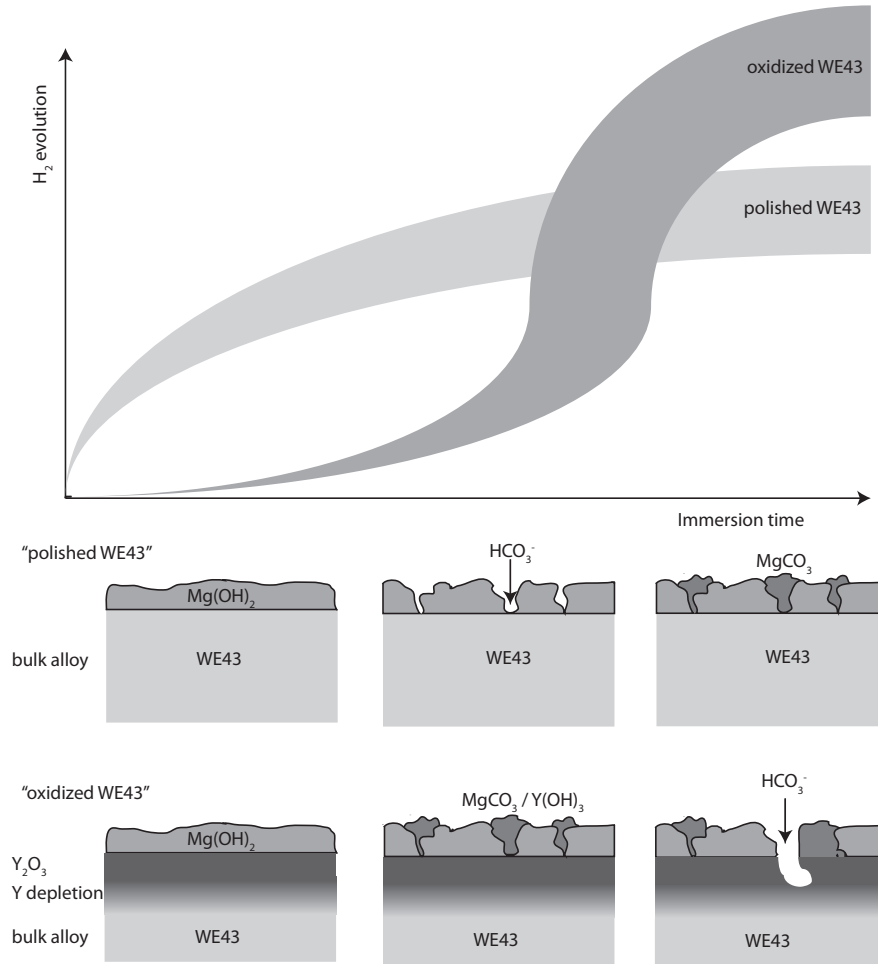 oxidized WE43
H₂ evolution
polished WE43
Immersion time
“polished WE43”
HCO₃⁻
MgCO₃
Mg(OH)₂
bulk alloy
WE43
WE43
WE43
“oxidized WE43”
HCO₃⁻
MgCO₃ / Y(OH)₃
Mg(OH)₂
Y₂O₃
Y depletion
bulk alloy
WE43
WE43
WE43